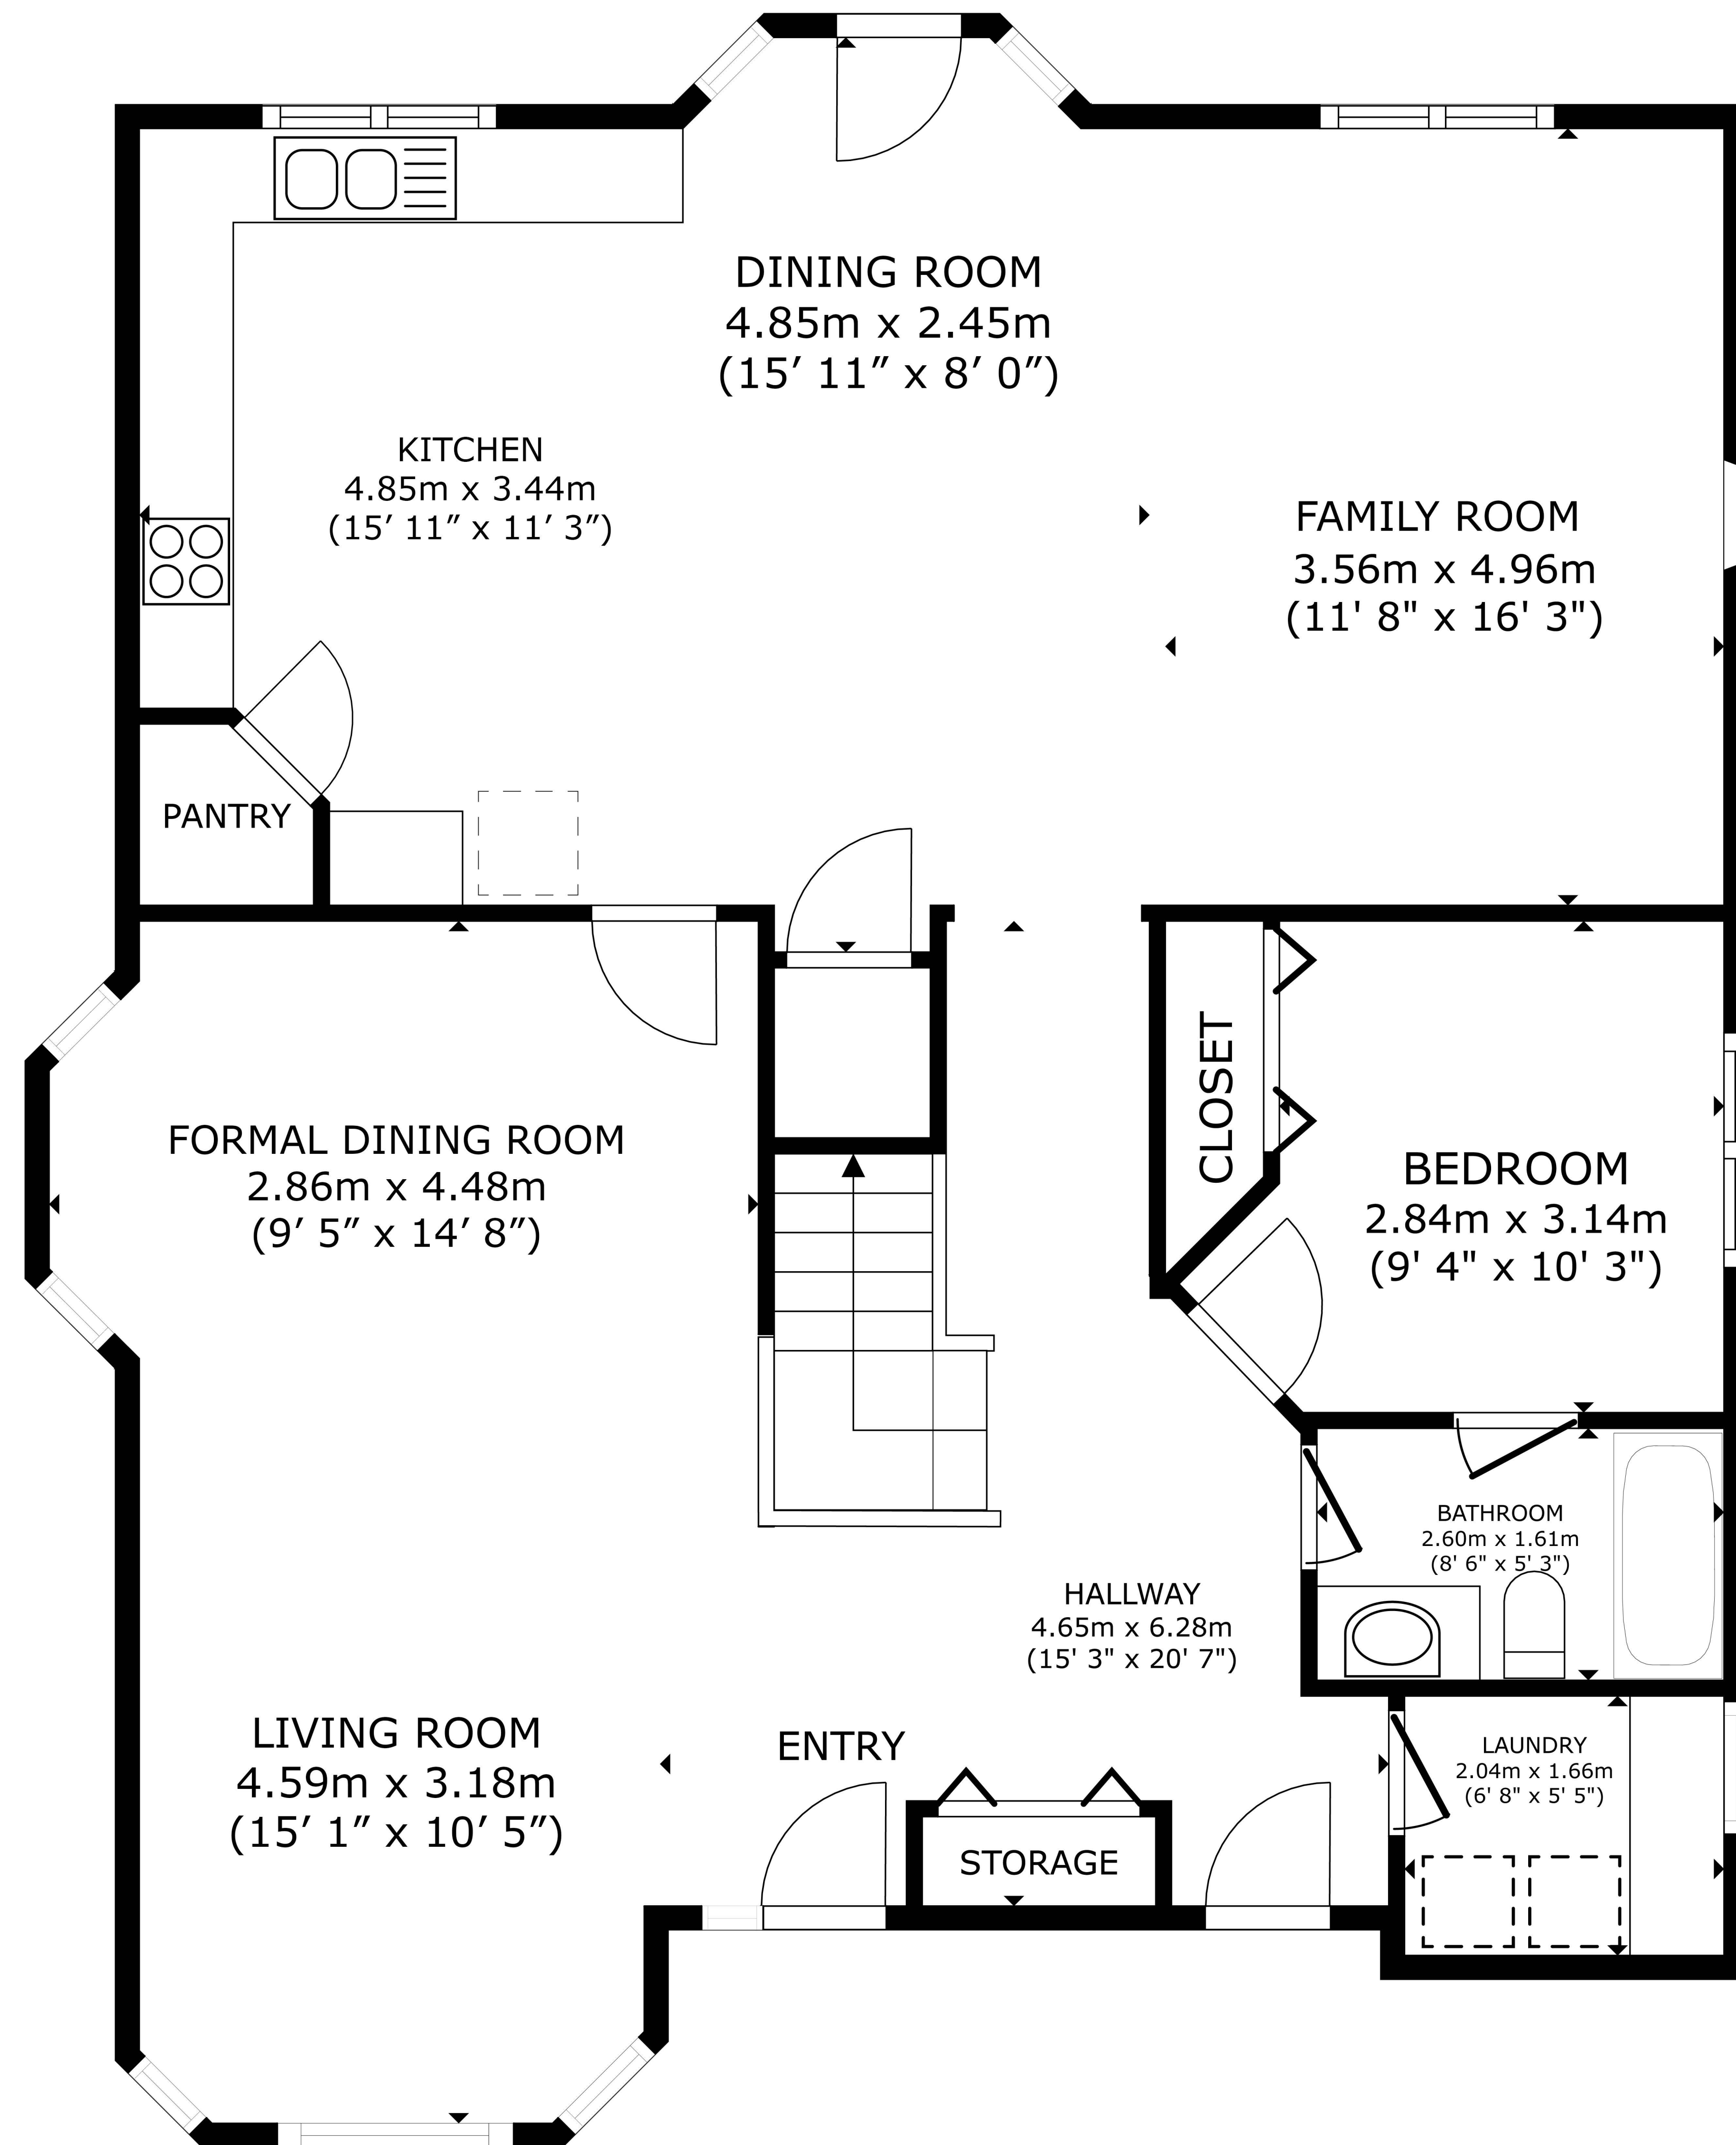 DINING ROOM
4.85m x 2.45m
(15′ 11″ x 8′ 0″)
KITCHEN
4.85m x 3.44m
(15′ 11″ x 11′ 3″)
FAMILY ROOM
3.56m x 4.96m
(11' 8" x 16' 3")
PANTRY
FORMAL DINING ROOM
2.86m x 4.48m
(9′ 5″ x 14′ 8″)
CLOSET
BEDROOM
2.84m x 3.14m
(9' 4" x 10' 3")
BATHROOM
2.60m x 1.61m
(8' 6" x 5' 3")
HALLWAY
4.65m x 6.28m
(15' 3" x 20' 7")
LIVING ROOM
4.59m x 3.18m
(15′ 1″ x 10′ 5″)
ENTRY
LAUNDRY
2.04m x 1.66m
(6' 8" x 5' 5")
STORAGE